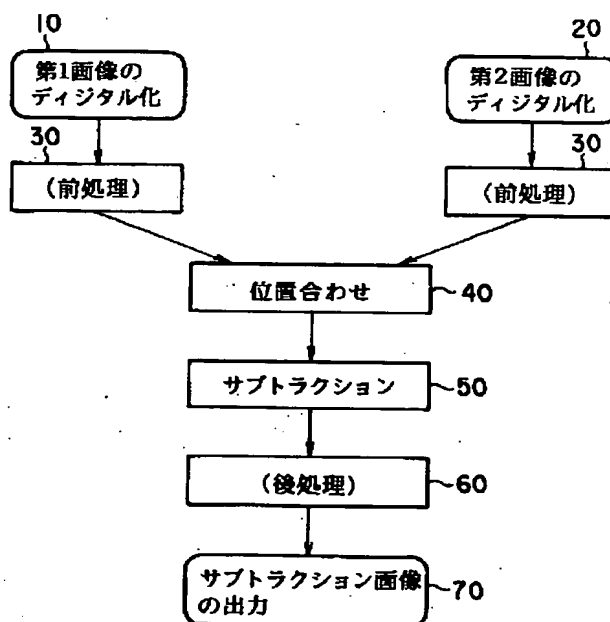 10
第1画像の
ディジタル化
20
第2画像の
ディジタル化
30
(前処理)
30
(前処理)
位置合わせ
40
サブトラクション
50
(後処理)
60
サブトラクション画像
の出力
70